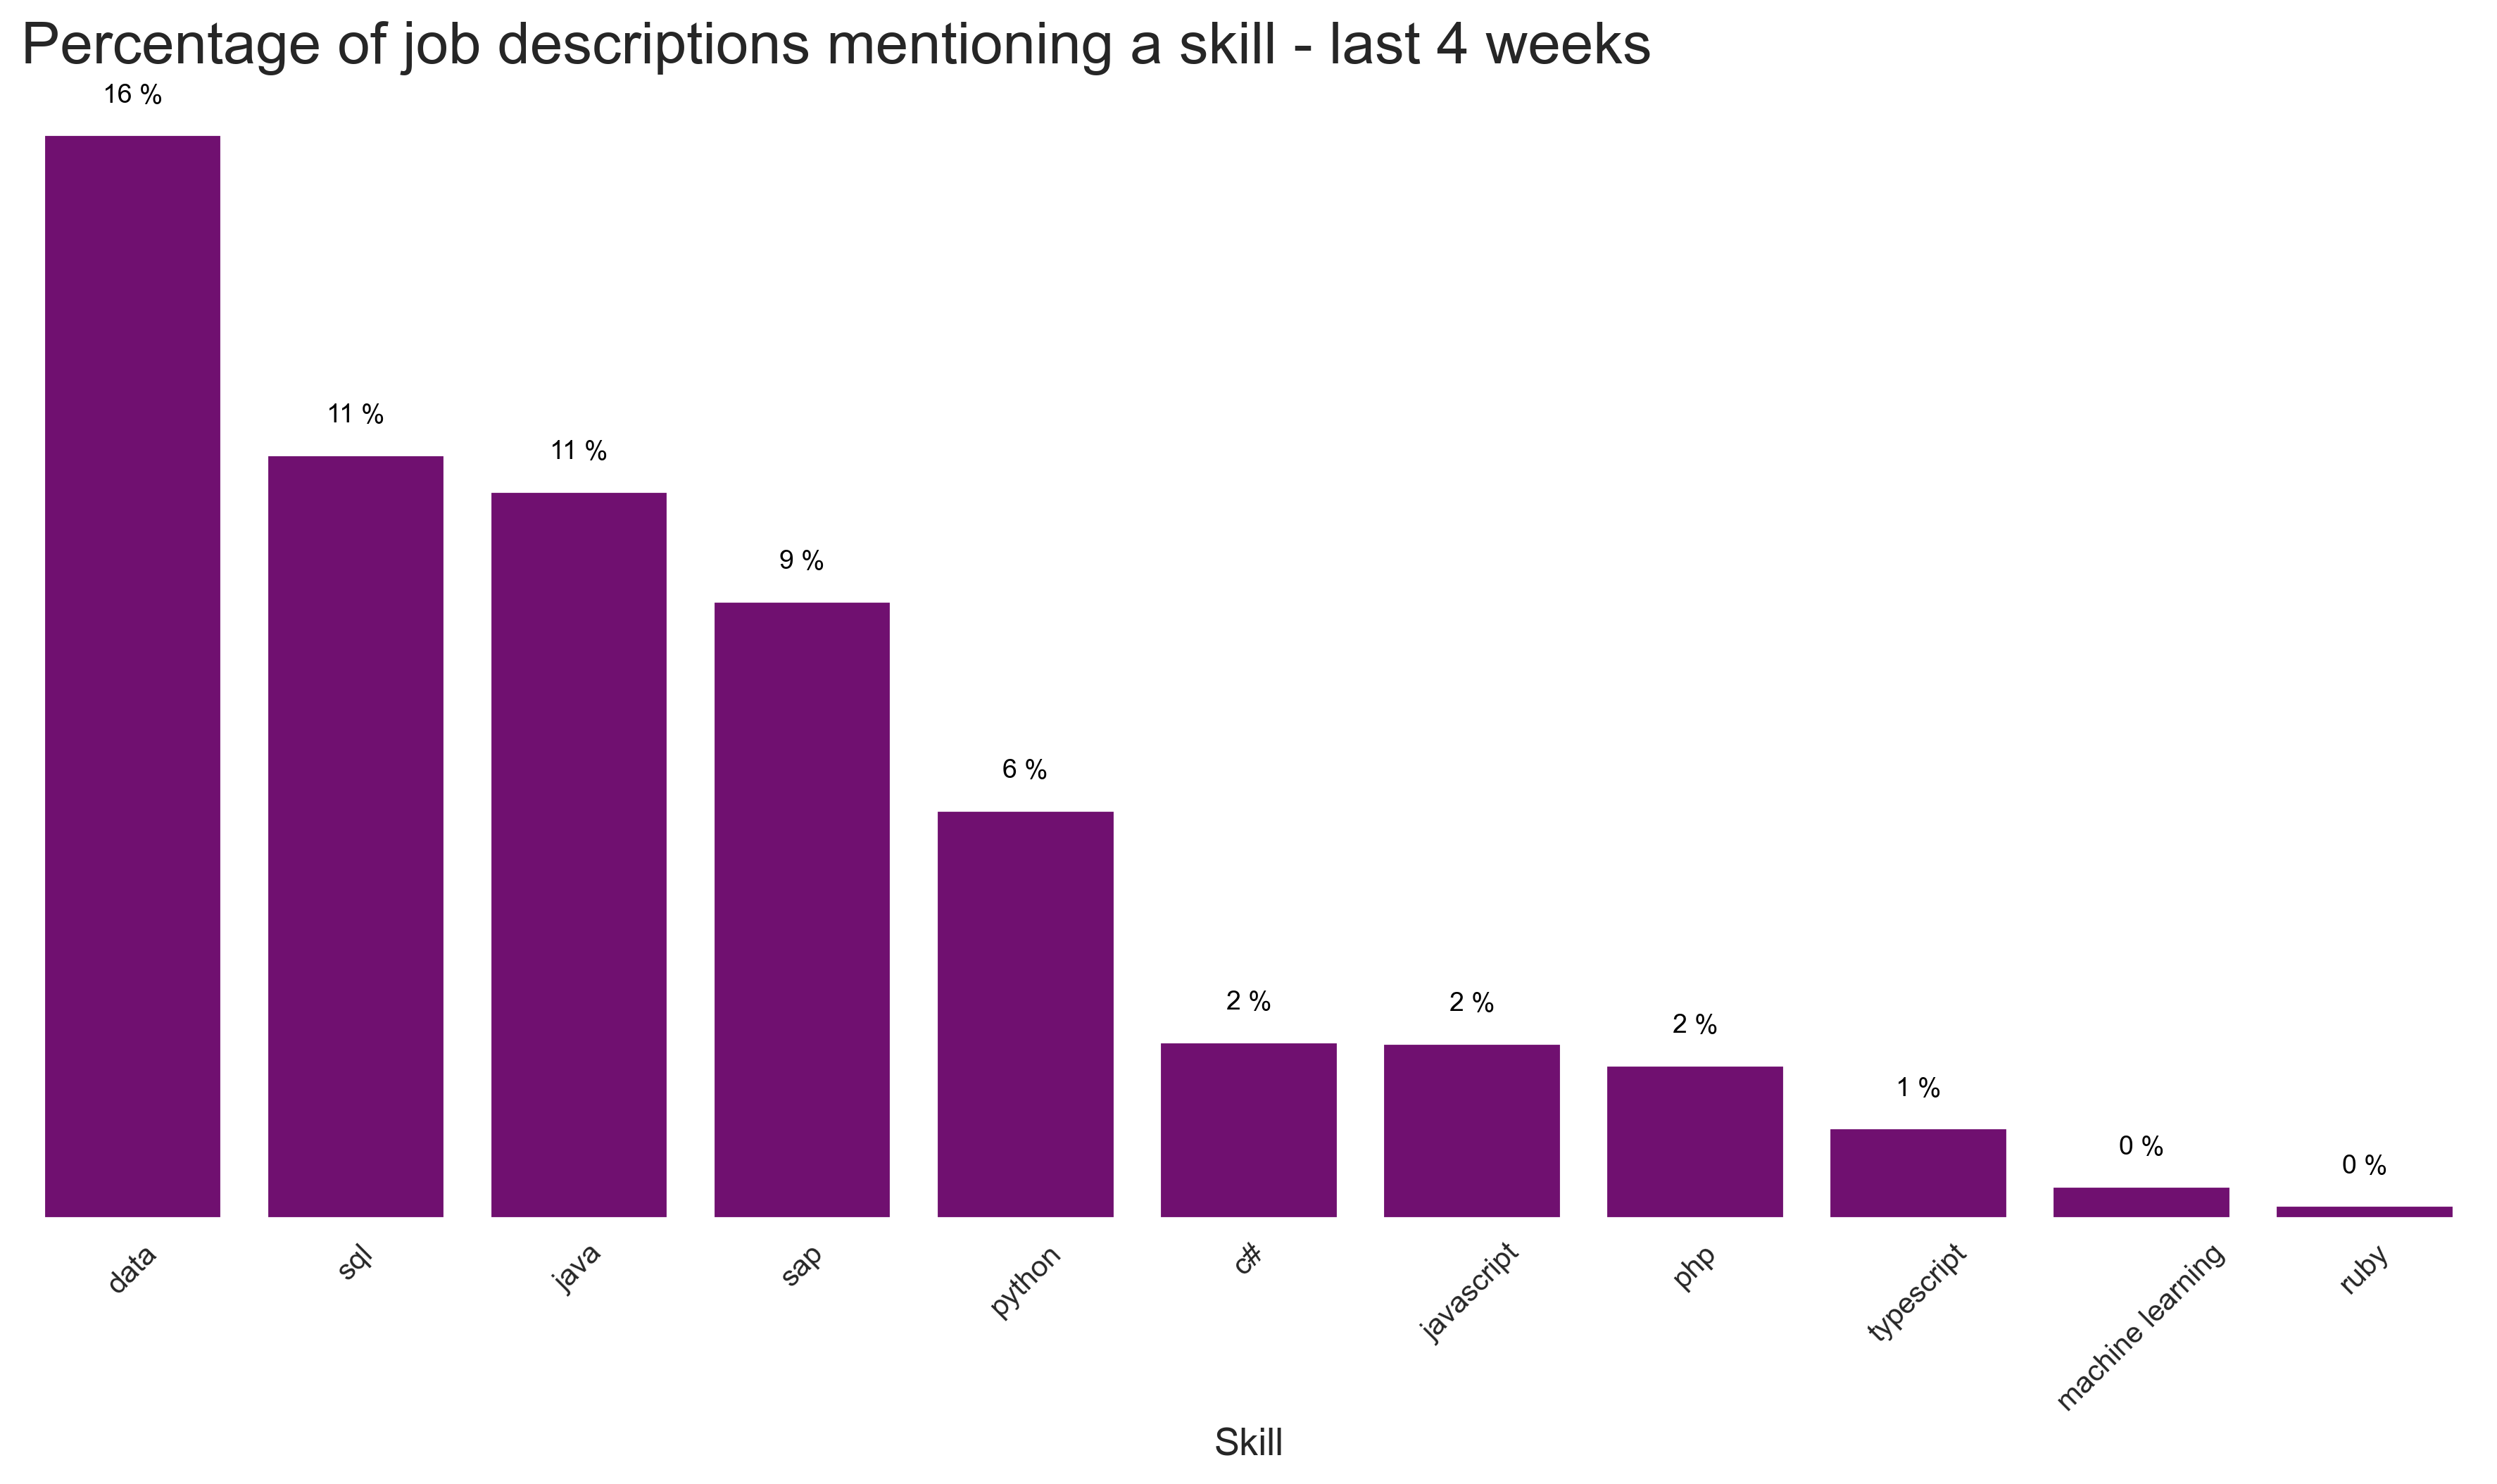 Percentage of job descriptions mentioning a skill - last 4 weeks
16 %
11 %
11 %
9 %
6 %
2 %
2 %
2 %
1 %
0 %
0 %
data
sql
java
sap
python
c#
javascript
php
typescript
machine learning
ruby
Skill